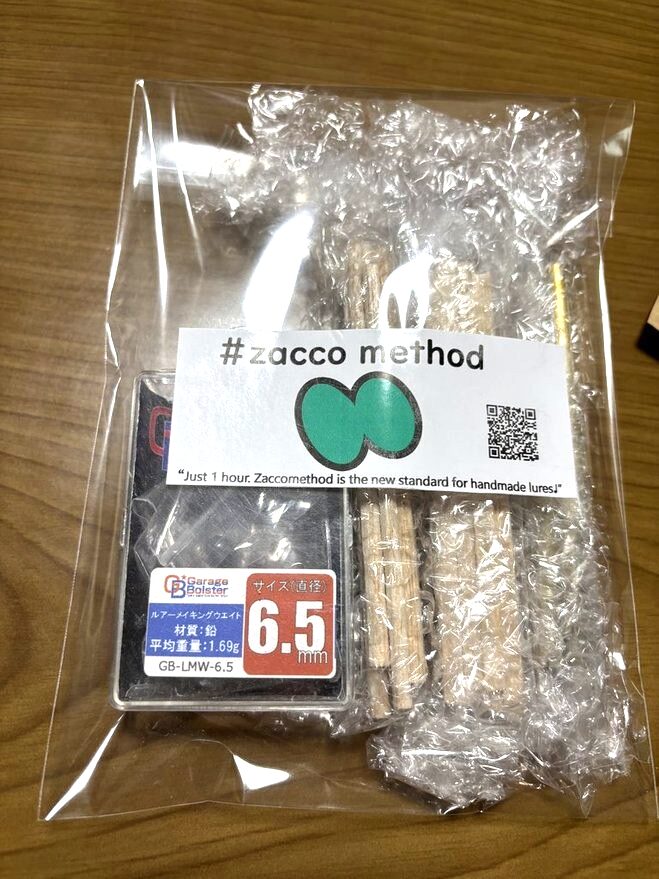 #zacco method
“Just 1 hour. Zaccomethod is the new standard for handmade lures♩”
Garage
Bolster
ルアーメイキングウエイト
材質:鉛
平均重量:1.69g
GB-LMW-6.5
サイズ(直径)
6.5
mm